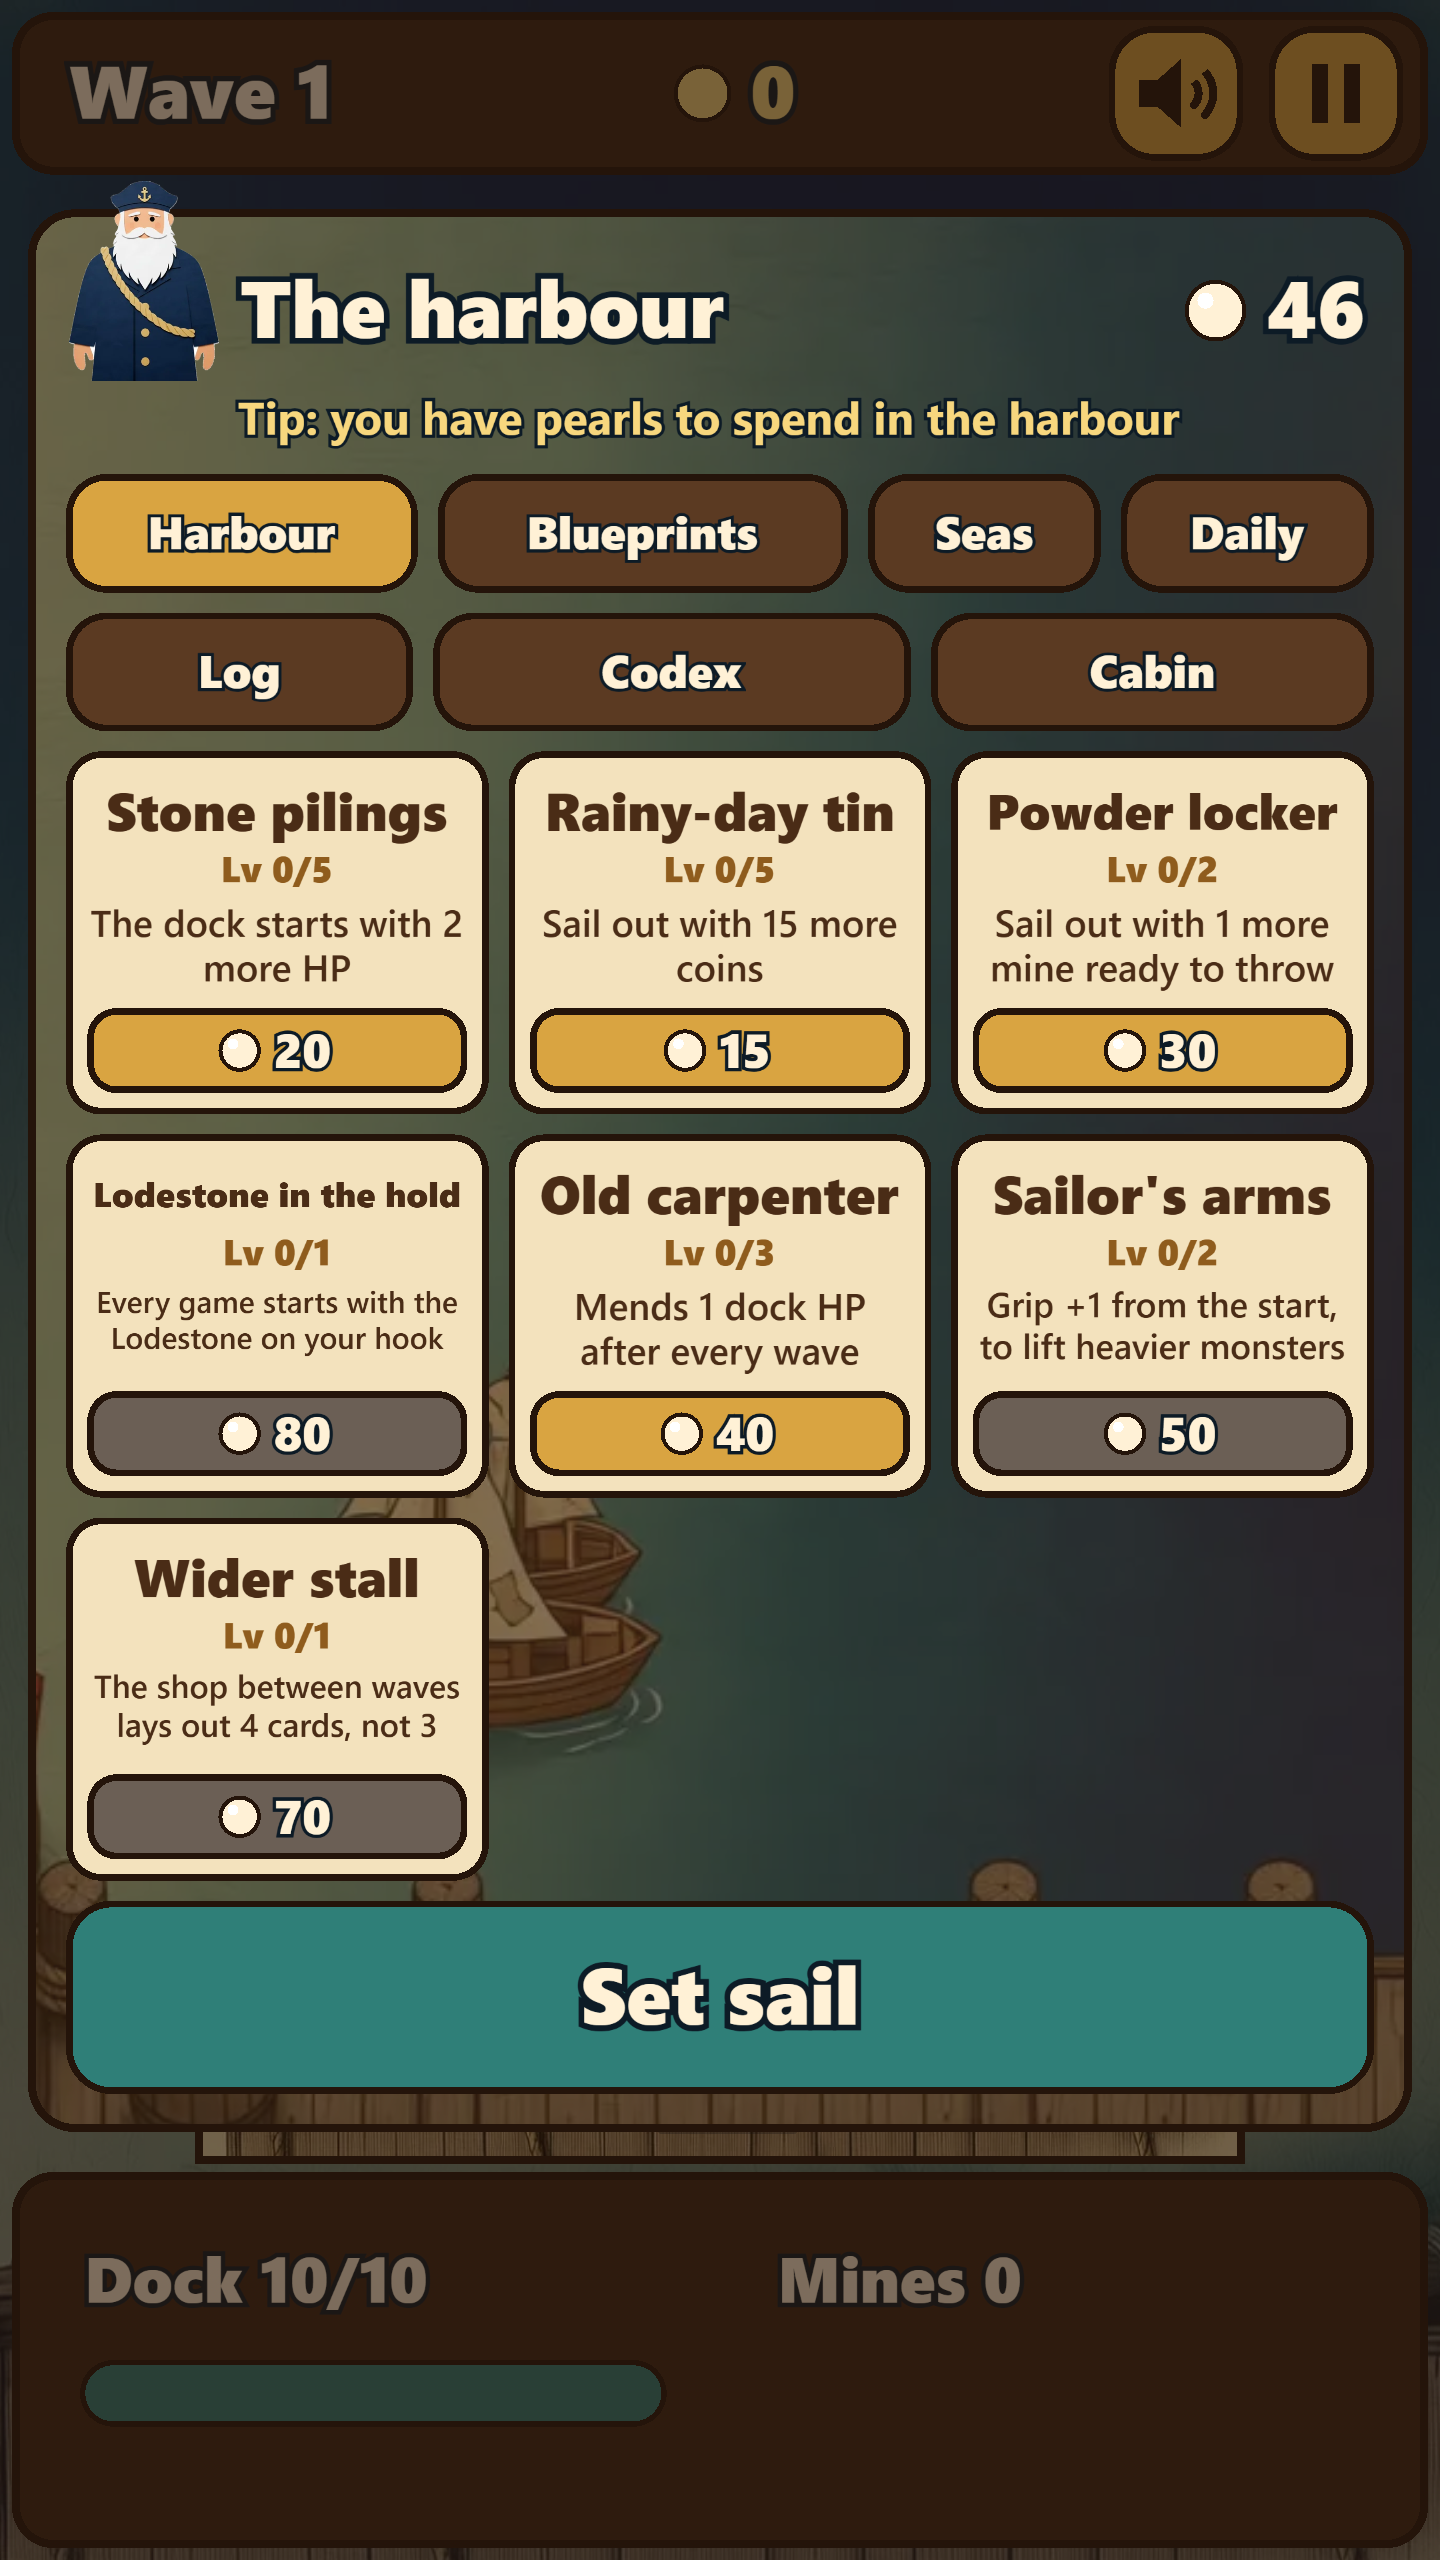 Wave 1
0
The harbour
46
Tip: you have pearls to spend in the harbour
Harbour
Blueprints
Seas
Daily
Log
Codex
Cabin
Stone pilings
Lv 0/5
The dock starts with 2
more HP
20
Rainy-day tin
Lv 0/5
Sail out with 15 more
coins
15
Powder locker
Lv 0/2
Sail out with 1 more
mine ready to throw
30
Lodestone in the hold
Lv 0/1
Every game starts with the
Lodestone on your hook
80
Old carpenter
Lv 0/3
Mends 1 dock HP
after every wave
40
Sailor's arms
Lv 0/2
Grip +1 from the start,
to lift heavier monsters
50
Wider stall
Lv 0/1
The shop between waves
lays out 4 cards, not 3
70
Set sail
Dock 10/10
Mines 0